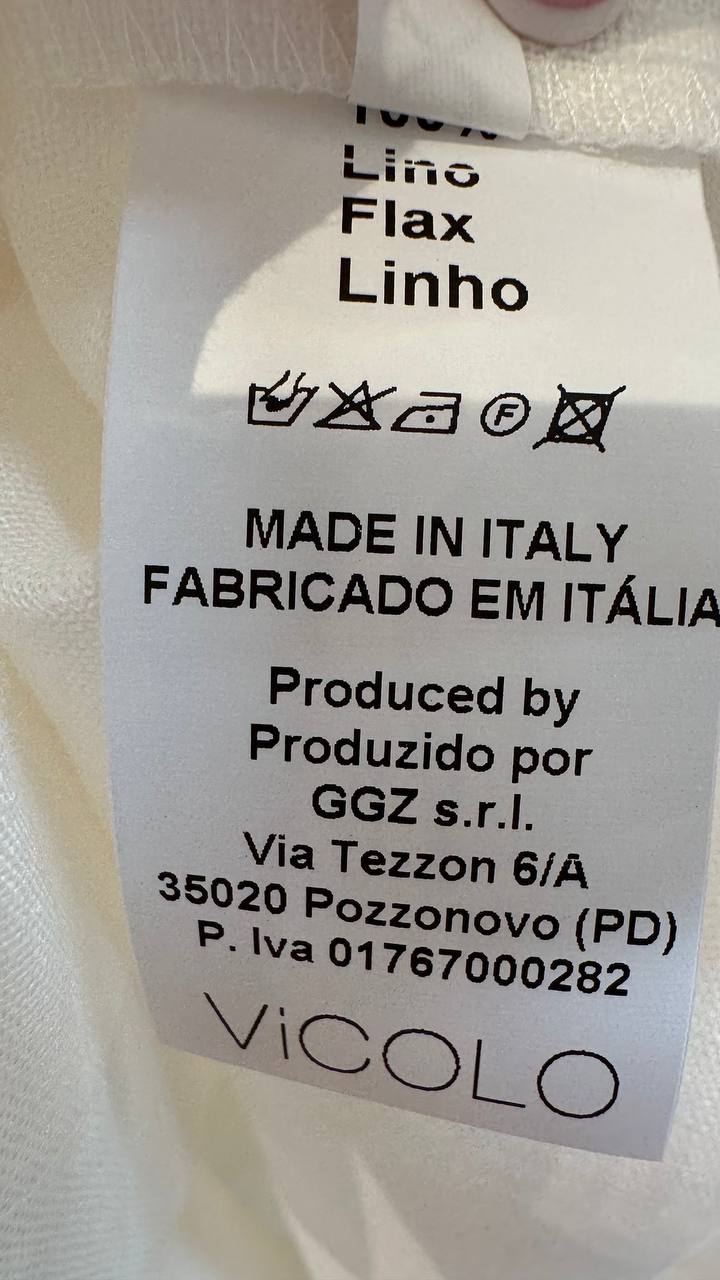 100%
Lino
Flax
Linho
F
MADE IN ITALY
FABRICADO EM ITÁLIA
Produced by
Produzido por
GGZ s.r.l.
Via Tezzon 6/A
35020 Pozzonovo (PD)
P. Iva 01767000282
ViCOLO